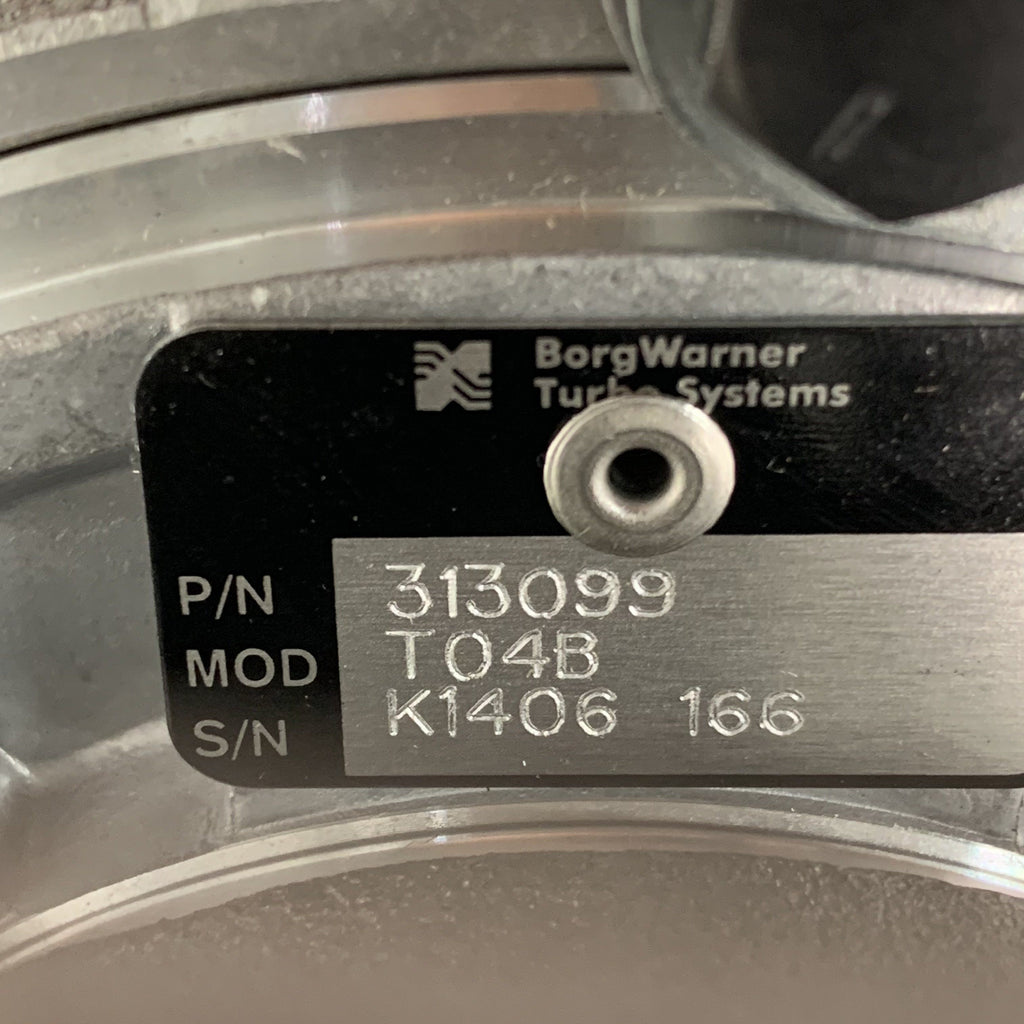 BorgWarner
Turbo Systems
P/N 313099
MOD T04B
S/N K1406 166